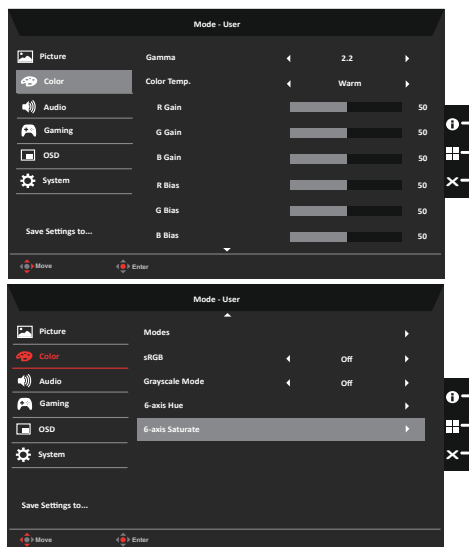 Mode - User
Picture Gamma 2.2
Color Color Temp. Warm
Audio R Gain 50
Gaming G Gain 50
OSD B Gain 50
System R Bias 50
G Bias 50
Save Settings to... B Bias 50
Move Enter
Mode - User
Picture Modes
Color sRGB Off
Audio Grayscale Mode Off
Gaming 6-axis Hue
OSD 6-axis Saturate
System
Save Settings to...
Move Enter